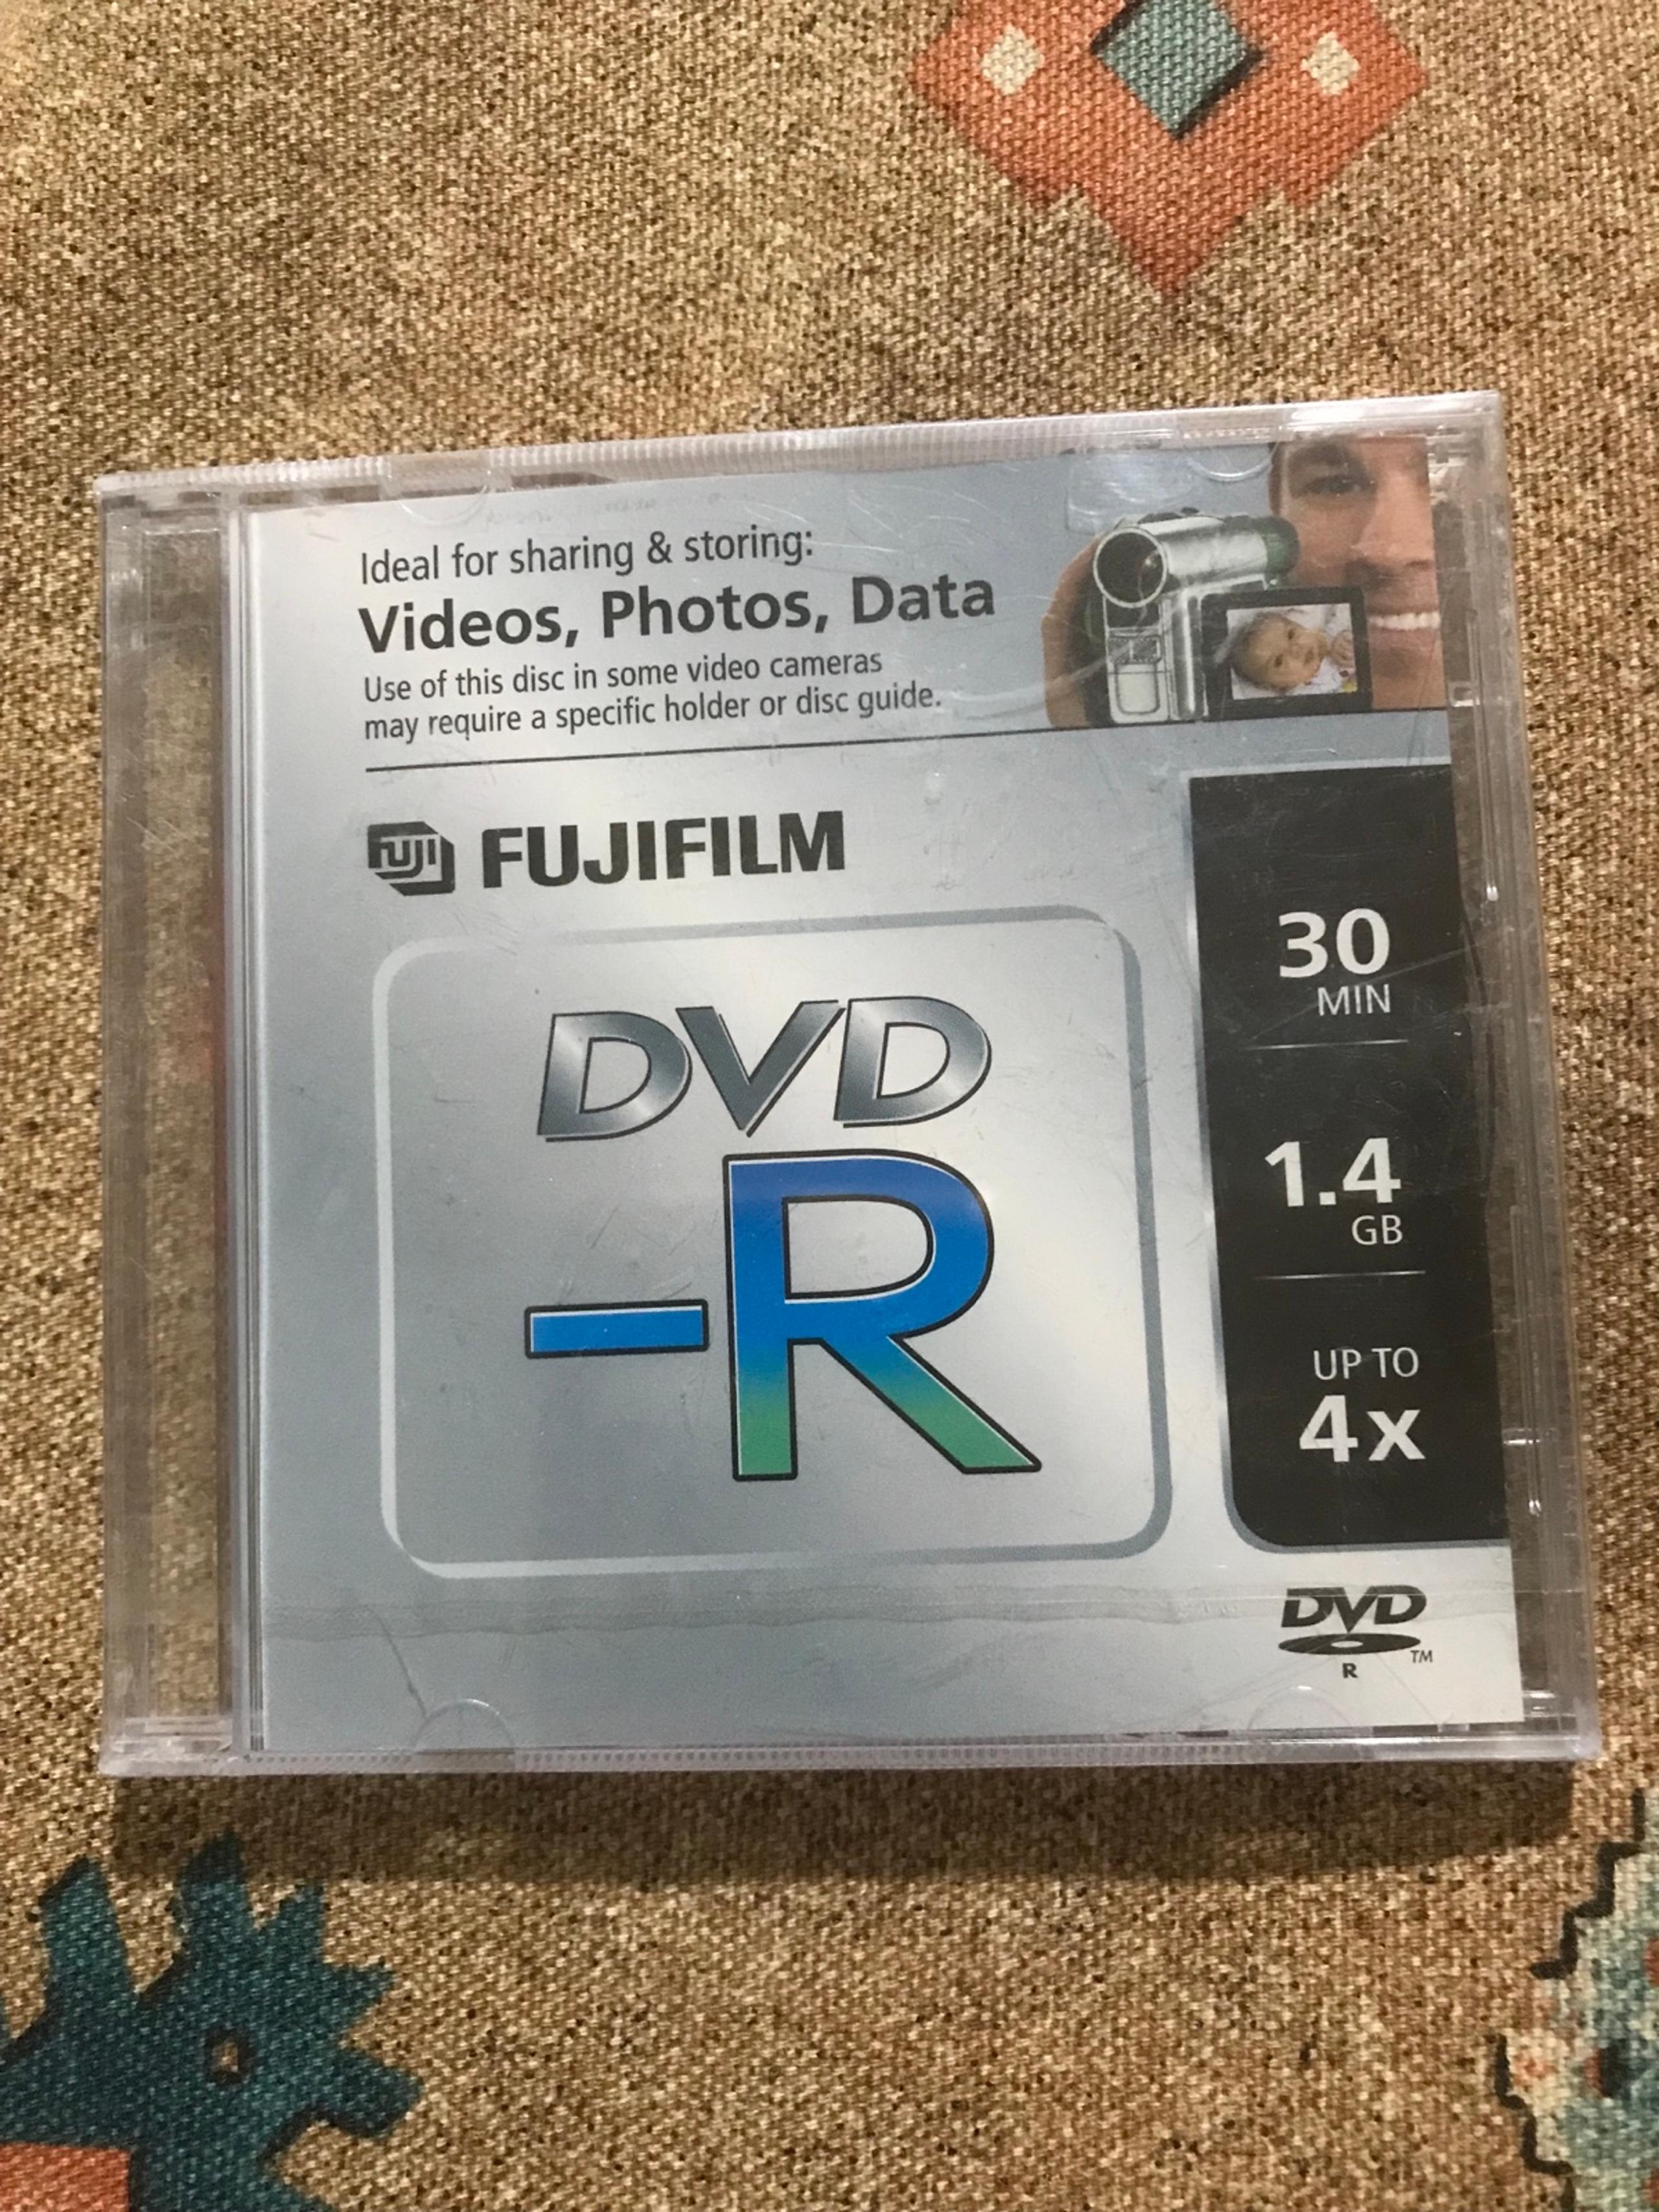 Ideal for sharing & storing:
Videos, Photos, Data
Use of this disc in some video cameras
may require a specific holder or disc guide.
FUJI FUJIFILM
DVD
-R
30
MIN
1.4
GB
UP TO
4x
DVD
R TM